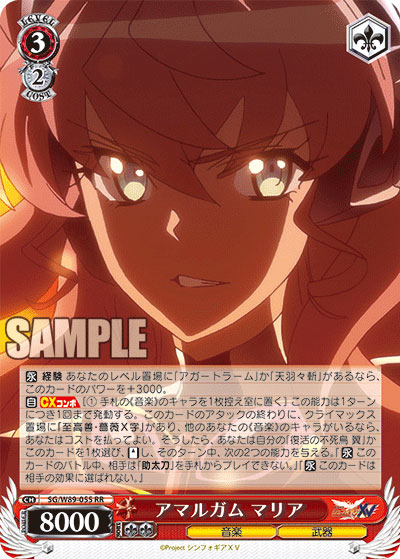 LEVEL
3
2
COST
SAMPLE
永 経験 あなたのレベル置場に「アガートラーム」か「天羽々斬」があるなら、
このカードのパワーを+3000。
自 CXコンボ [① 手札の《音楽》のキャラを1枚控え室に置く] この能力は1ターン
につき1回まで発動する。このカードのアタックの終わりに、クライマックス
置場に「至高善・薔薇乂字」があり、他のあなたの《音楽》のキャラがいるなら、
あなたはコストを払ってよい。そうしたら、あなたは自分の「復活の不死鳥 翼」か
このカードを1枚選び、し、そのターン中、次の2つの能力を与える。『永 こ
のカードのバトル中、相手は「助太刀」を手札からプレイできない。』『永 このカードは
相手の効果に選ばれない。』
CH SG/W89-055 RR
8000
SOUL
アマルガム マリア
XV
音楽
武器
©Project シンフォギアXV